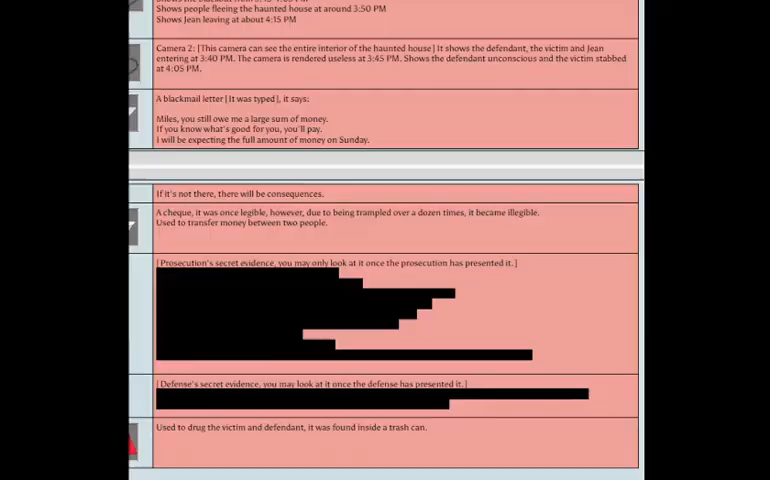 Shows people fleeing the haunted house at around 3:50 PM
Shows Jean leaving at about 4:15 PM
Camera 2: [This camera can see the entire interior of the haunted house] It shows the defendant, the victim and Jean
entering at 3:40 PM. The camera is rendered useless at 3:45 PM. Shows the defendant unconscious and the victim stabbed
at 4:05 PM.
A blackmail letter [It was typed], it says:
Miles, you still owe me a large sum of money.
If you know what's good for you, you'll pay.
I will be expecting the full amount of money on Sunday.
If it's not there, there will be consequences.
A cheque, it was once legible, however, due to being trampled over a dozen times, it became illegible.
Used to transfer money between two people.
[Prosecution's secret evidence, you may only look at it once the prosecution has presented it.]
[Defense's secret evidence, you may look at it once the defense has presented it.]
Used to drug the victim and defendant, it was found inside a trash can.